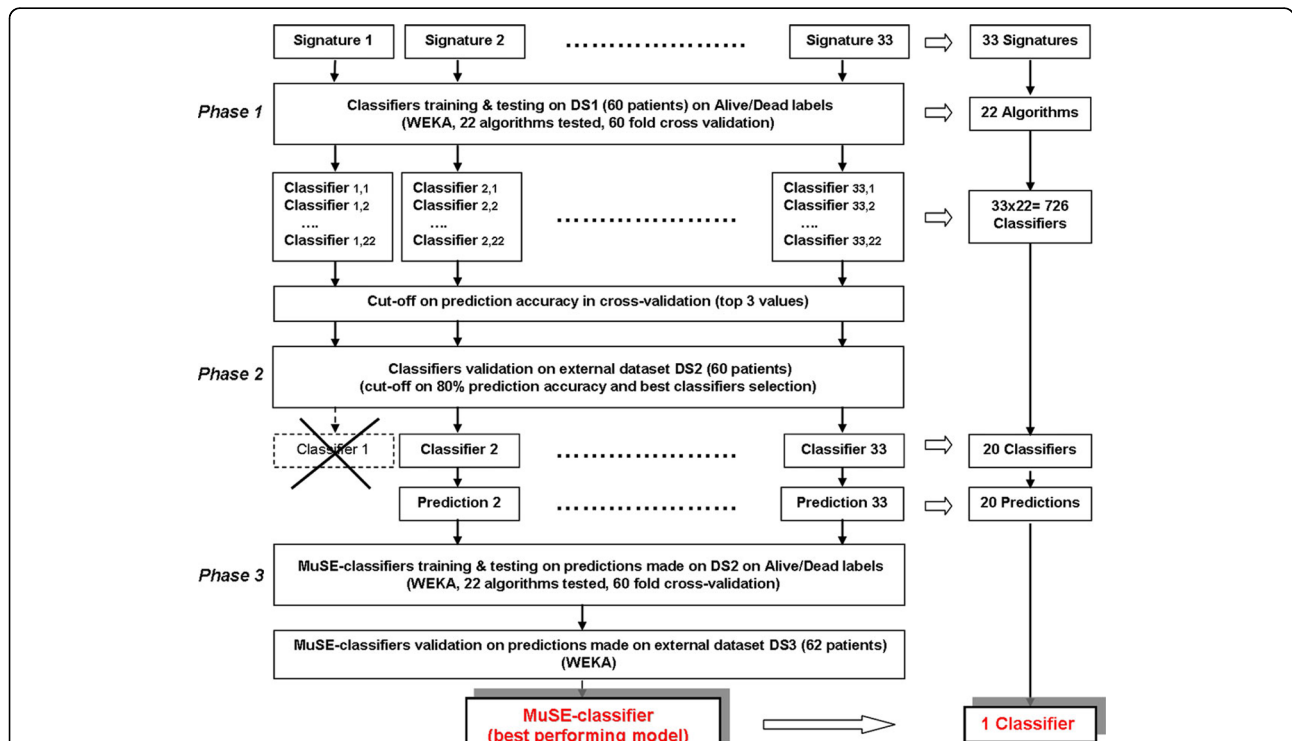 Signature 1
Signature 2
Signature 33
33 Signatures
Phase 1
Classifiers training & testing on DS1 (60 patients) on Alive/Dead labels
(WEKA, 22 algorithms tested, 60 fold cross validation)
22 Algorithms
Classifier 1,1
Classifier 1,2
....
Classifier 1,22
Classifier 2,1
Classifier 2,2
....
Classifier 2,22
Classifier 33,1
Classifier 33,2
....
Classifier 33,22
33x22= 726
Classifiers
Cut-off on prediction accuracy in cross-validation (top 3 values)
Phase 2
Classifiers validation on external dataset DS2 (60 patients)
(cut-off on 80% prediction accuracy and best classifiers selection)
Classifier 1
Classifier 2
Classifier 33
20 Classifiers
Prediction 2
Prediction 33
20 Predictions
Phase 3
MuSE-classifiers training & testing on predictions made on DS2 on Alive/Dead labels
(WEKA, 22 algorithms tested, 60 fold cross-validation)
MuSE-classifiers validation on predictions made on external dataset DS3 (62 patients)
(WEKA)
MuSE-classifier
(best performing model)
1 Classifier